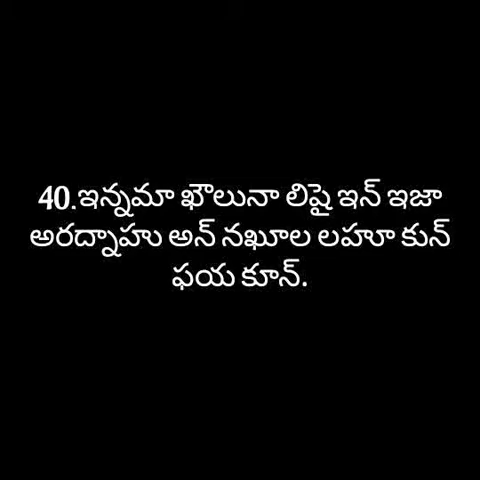 40.ఇన్నమా ఖౌలునా లిషై ఇన్ ఇజా
అరద్నాహు అన్ నఖూల లహూ కున్
ఫయ కూన్.